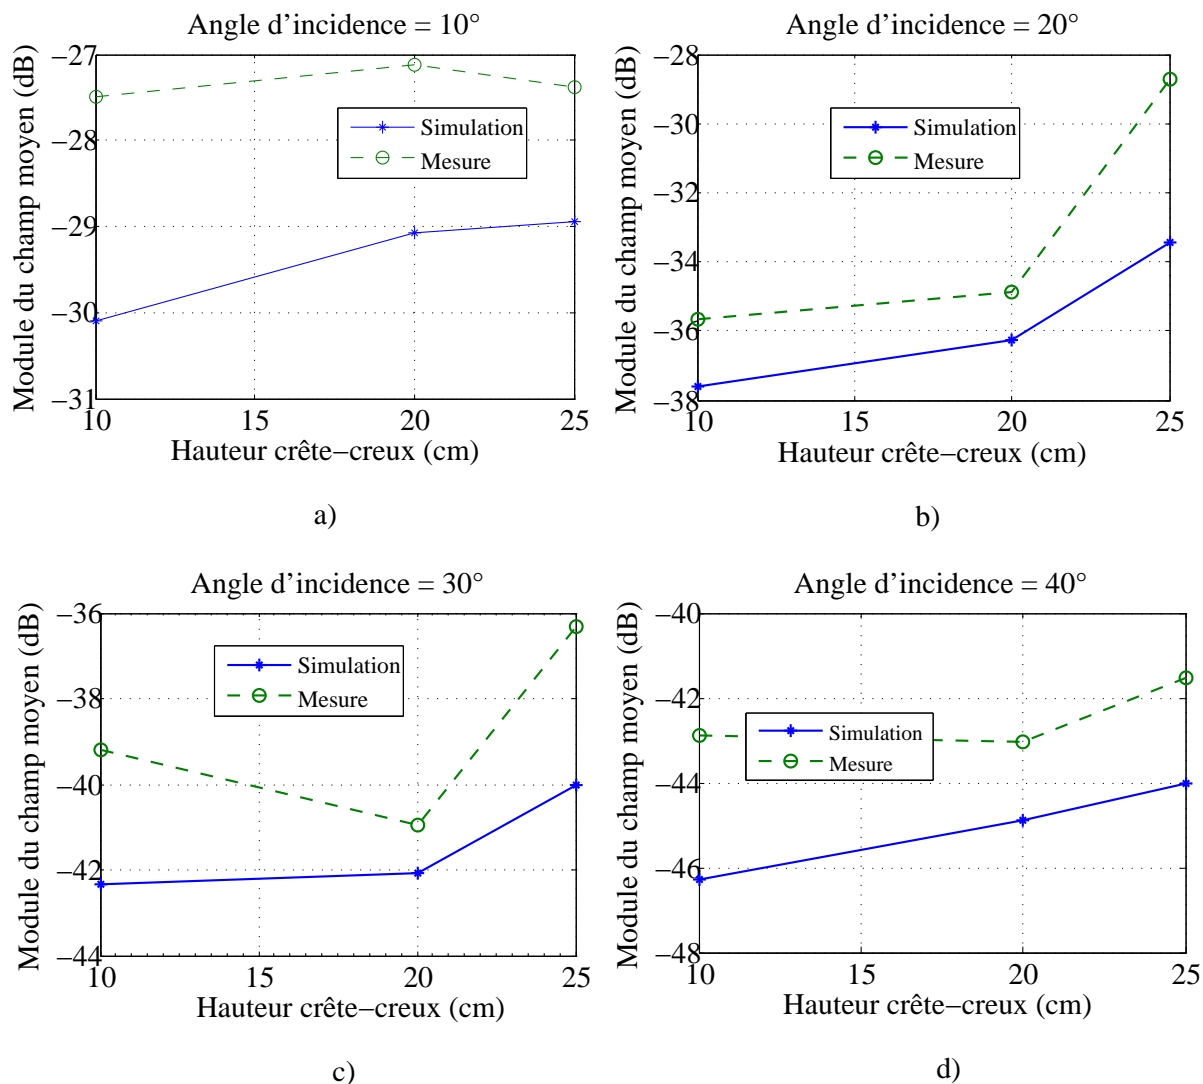 Angle d’incidence = 10°
Module du champ moyen (dB)
−27
−28
−29
−30
−31
Simulation
Mesure
10
15
20
25
Hauteur crête−creux (cm)
a)
Angle d’incidence = 20°
Module du champ moyen (dB)
−28
−30
−32
−34
−36
−38
Simulation
Mesure
10
15
20
25
Hauteur crête−creux (cm)
b)
Angle d’incidence = 30°
Module du champ moyen (dB)
−36
−38
−40
−42
−44
Simulation
Mesure
10
15
20
25
Hauteur crête−creux (cm)
c)
Angle d’incidence = 40°
Module du champ moyen (dB)
−40
−42
−44
−46
−48
Simulation
Mesure
10
15
20
25
Hauteur crête−creux (cm)
d)